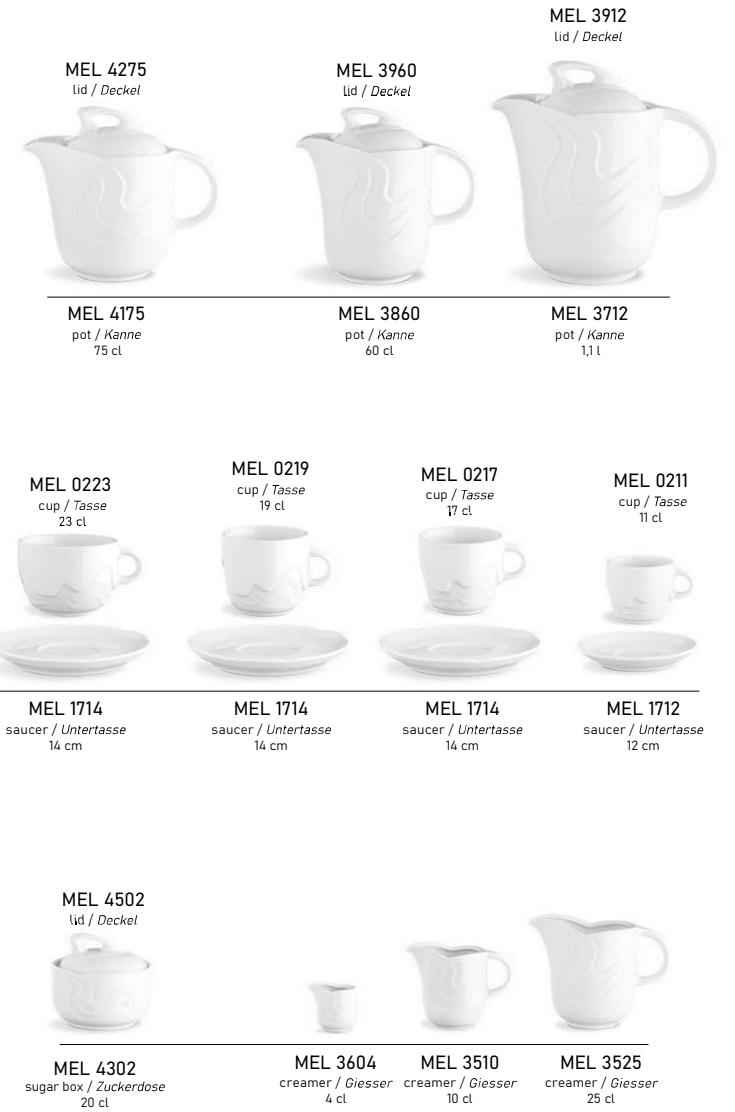 MEL 3912
lid / Deckel
MEL 4275
lid / Deckel
MEL 3960
lid / Deckel
MEL 4175
pot / Kanne
75 cl
MEL 3860
pot / Kanne
60 cl
MEL 3712
pot / Kanne
1,1 l
MEL 0223
cup / Tasse
23 cl
MEL 0219
cup / Tasse
19 cl
MEL 0217
cup / Tasse
17 cl
MEL 0211
cup / Tasse
11 cl
MEL 1714
saucer / Untertasse
14 cm
MEL 1714
saucer / Untertasse
14 cm
MEL 1714
saucer / Untertasse
14 cm
MEL 1712
saucer / Untertasse
12 cm
MEL 4502
lid / Deckel
MEL 4302
sugar box / Zuckerdose
20 cl
MEL 3604
creamer / Giesser
4 cl
MEL 3510
creamer / Giesser
10 cl
MEL 3525
creamer / Giesser
25 cl